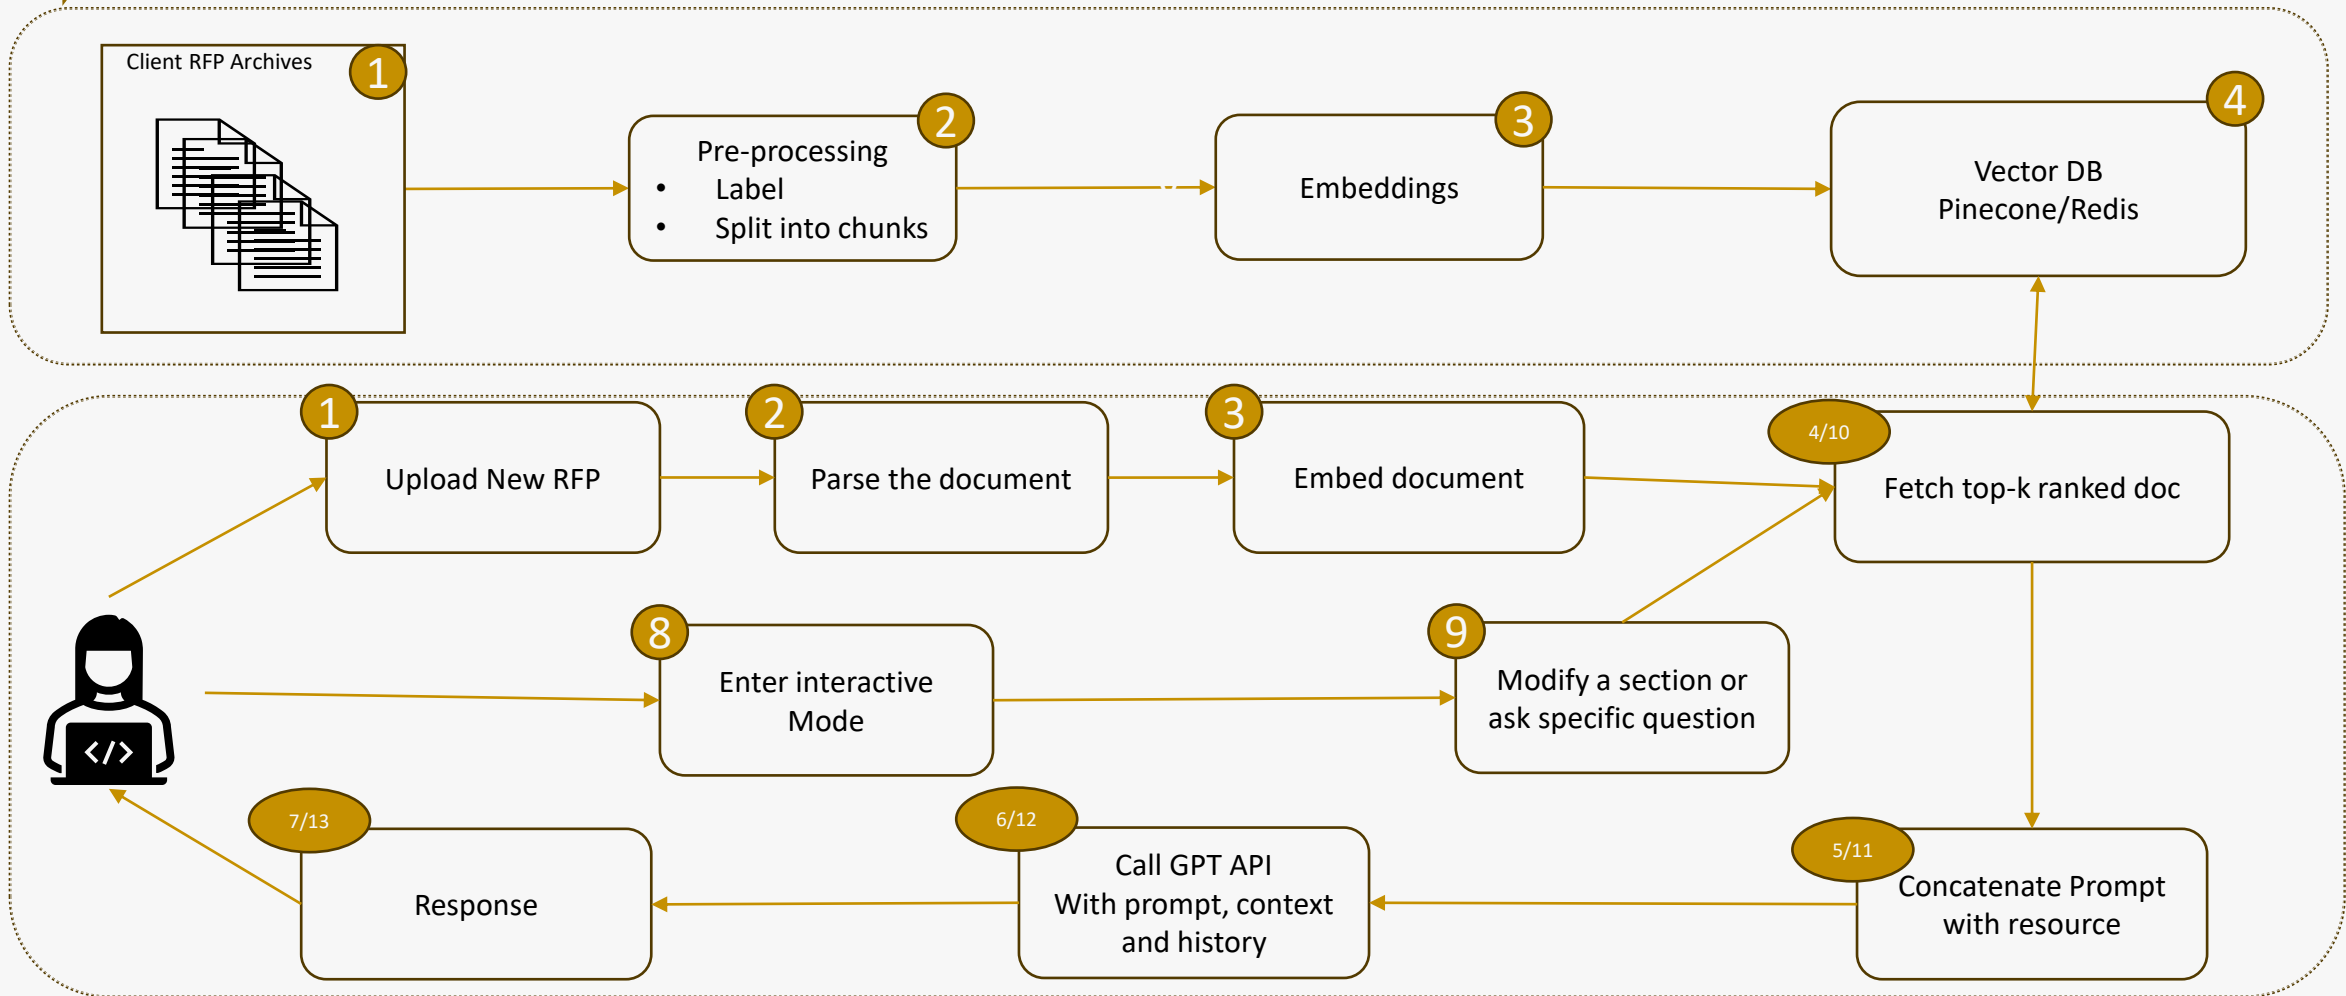 Client RFP Archives
1
2
Pre-processing
• Label
• Split into chunks
3
Embeddings
4
Vector DB
Pinecone/Redis
1
Upload New RFP
2
Parse the document
3
Embed document
4/10
Fetch top-k ranked doc
8
Enter interactive
Mode
9
Modify a section or
ask specific question
</>
7/13
Response
6/12
Call GPT API
With prompt, context
and history
5/11
Concatenate Prompt
with resource